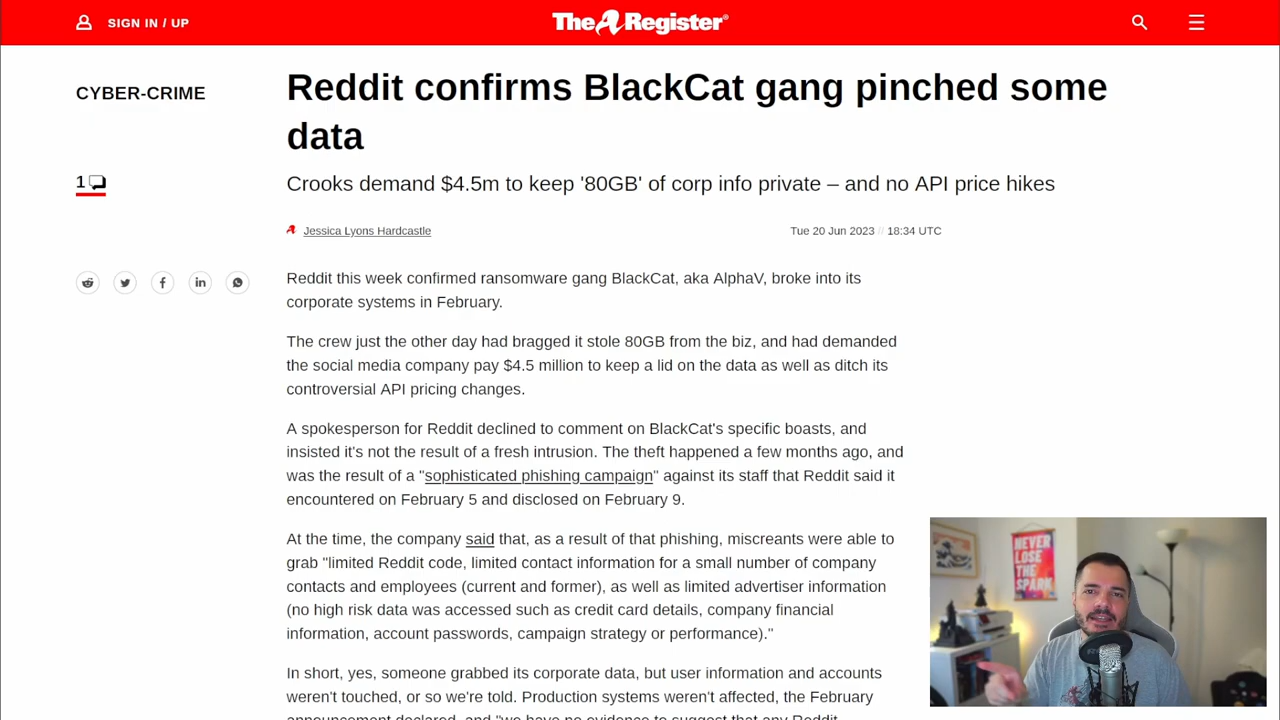 SIGN IN / UP
The Register®
CYBER-CRIME
Reddit confirms BlackCat gang pinched some
data
1
Crooks demand $4.5m to keep '80GB' of corp info private – and no API price hikes
Jessica Lyons Hardcastle
Tue 20 Jun 2023 // 18:34 UTC
Reddit this week confirmed ransomware gang BlackCat, aka AlphaV, broke into its
corporate systems in February.
The crew just the other day had bragged it stole 80GB from the biz, and had demanded
the social media company pay $4.5 million to keep a lid on the data as well as ditch its
controversial API pricing changes.
A spokesperson for Reddit declined to comment on BlackCat's specific boasts, and
insisted it's not the result of a fresh intrusion. The theft happened a few months ago, and
was the result of a "sophisticated phishing campaign" against its staff that Reddit said it
encountered on February 5 and disclosed on February 9.
At the time, the company said that, as a result of that phishing, miscreants were able to
grab "limited Reddit code, limited contact information for a small number of company
contacts and employees (current and former), as well as limited advertiser information
(no high risk data was accessed such as credit card details, company financial
information, account passwords, campaign strategy or performance)."
In short, yes, someone grabbed its corporate data, but user information and accounts
weren't touched, or so we're told. Production systems weren't affected, the February
announcement declared, and "we have no evidence to suggest that any Reddit
NEVER
LOSE
THE
SPARK